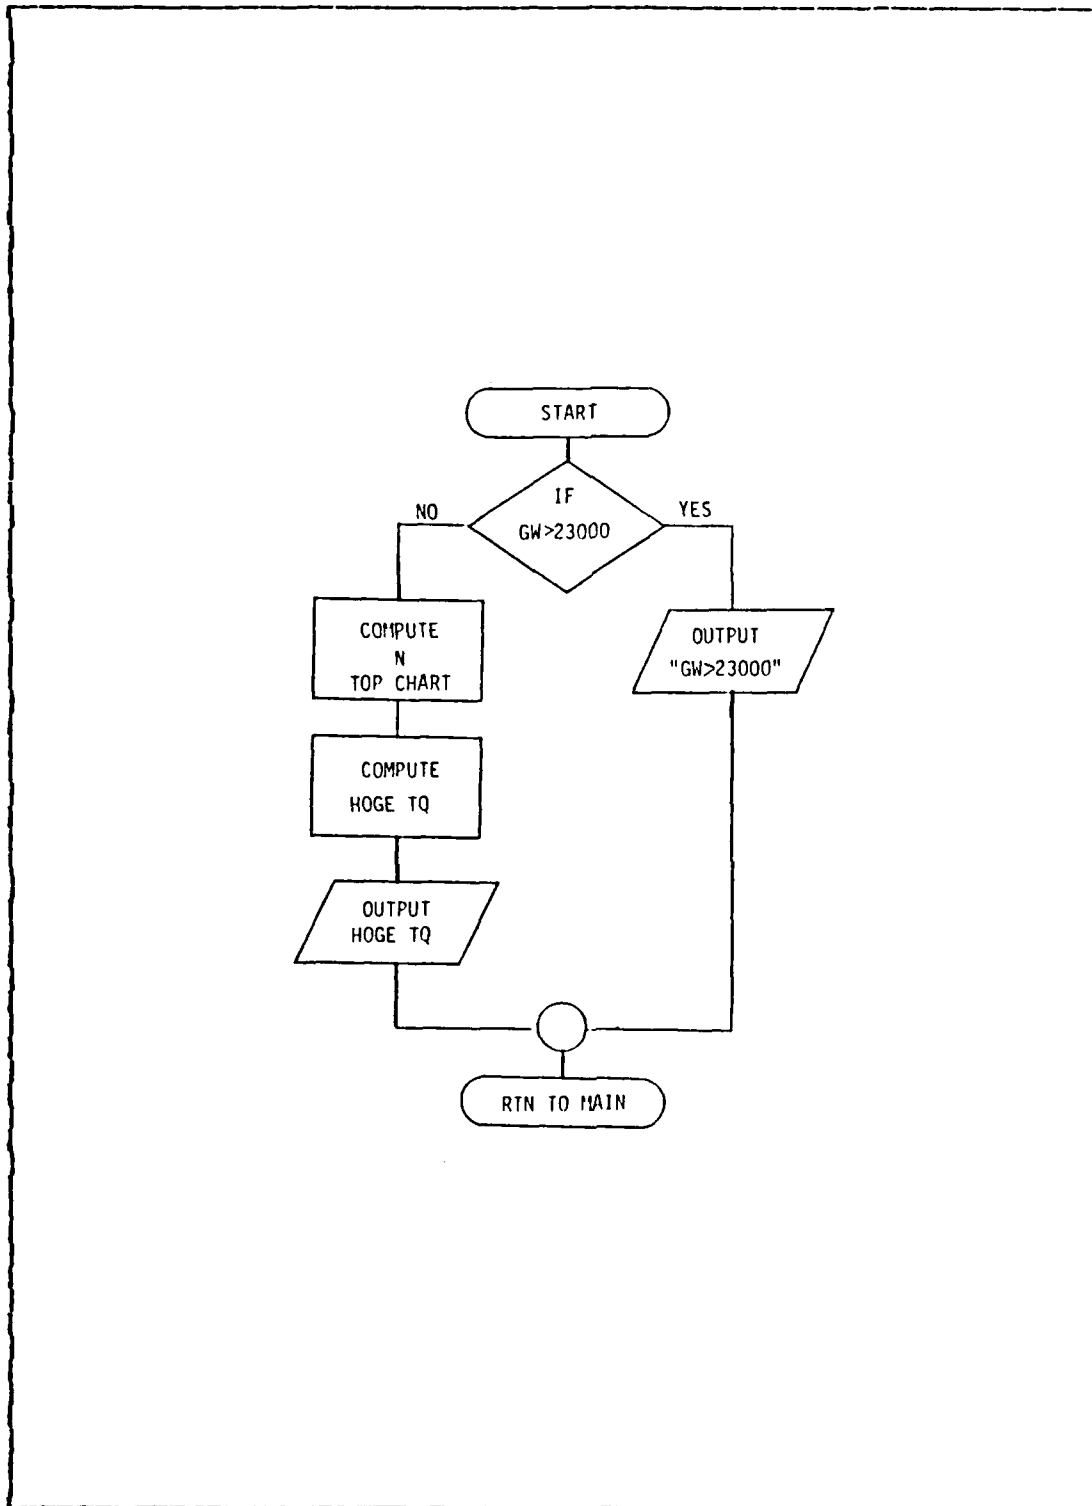 START
IF
GW>23000
NO
YES
COMPUTE
N
TOP CHART
OUTPUT
"GW>23000"
COMPUTE
HOGE TQ
OUTPUT
HOGE TQ
RTN TO MAIN